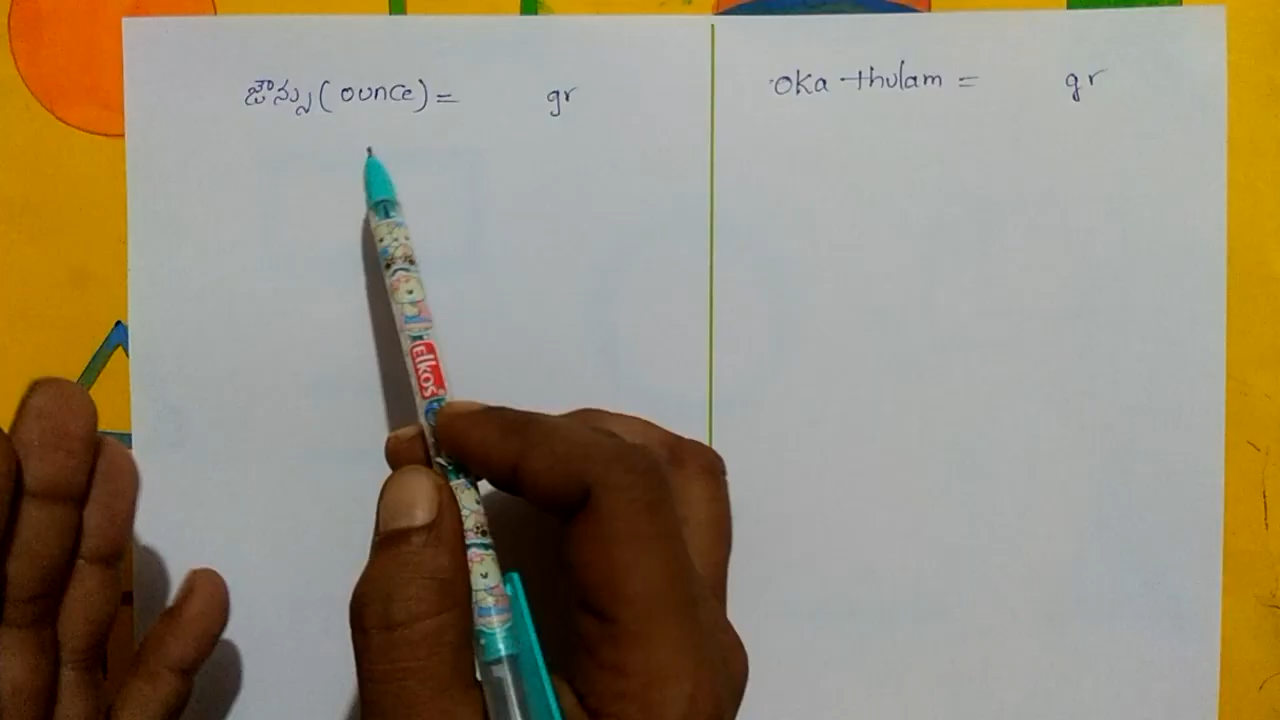 ఔన్సు ( ounce ) = gr
oka thulam = gr
Elkos